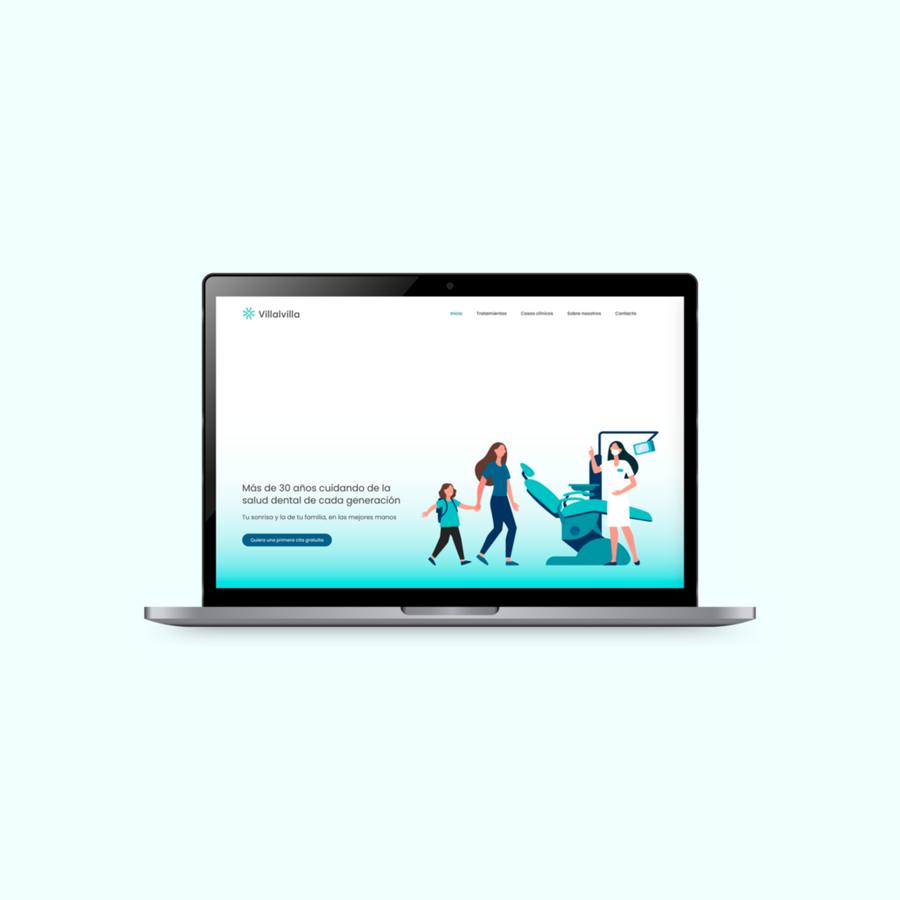 Villalvilla
Inicio Tratamientos Casos clínicos Sobre nosotros Contacto
Más de 30 años cuidando de la
salud dental de cada generación
Tu sonrisa y la de tu familia, en las mejores manos
Quiero una primera cita gratuita